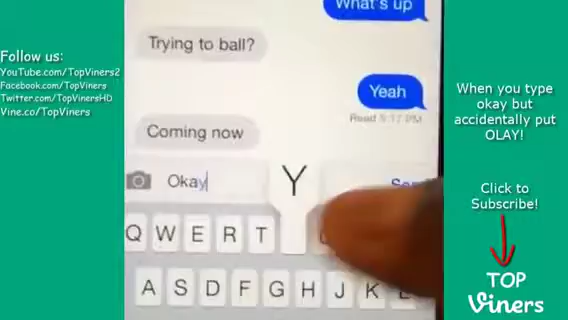 Follow us:
YouTube.com/TopViners2
Facebook.com/TopViners
Twitter.com/TopVinersHD
Vine.co/TopViners
What's up
Trying to ball?
Yeah
Read 5:17 PM
Coming now
Okay
Y
Q W E R T
A S D F G H J K L
When you type
okay but
accidentally put
OLAY!
Click to
Subscribe!
TOP
Viners